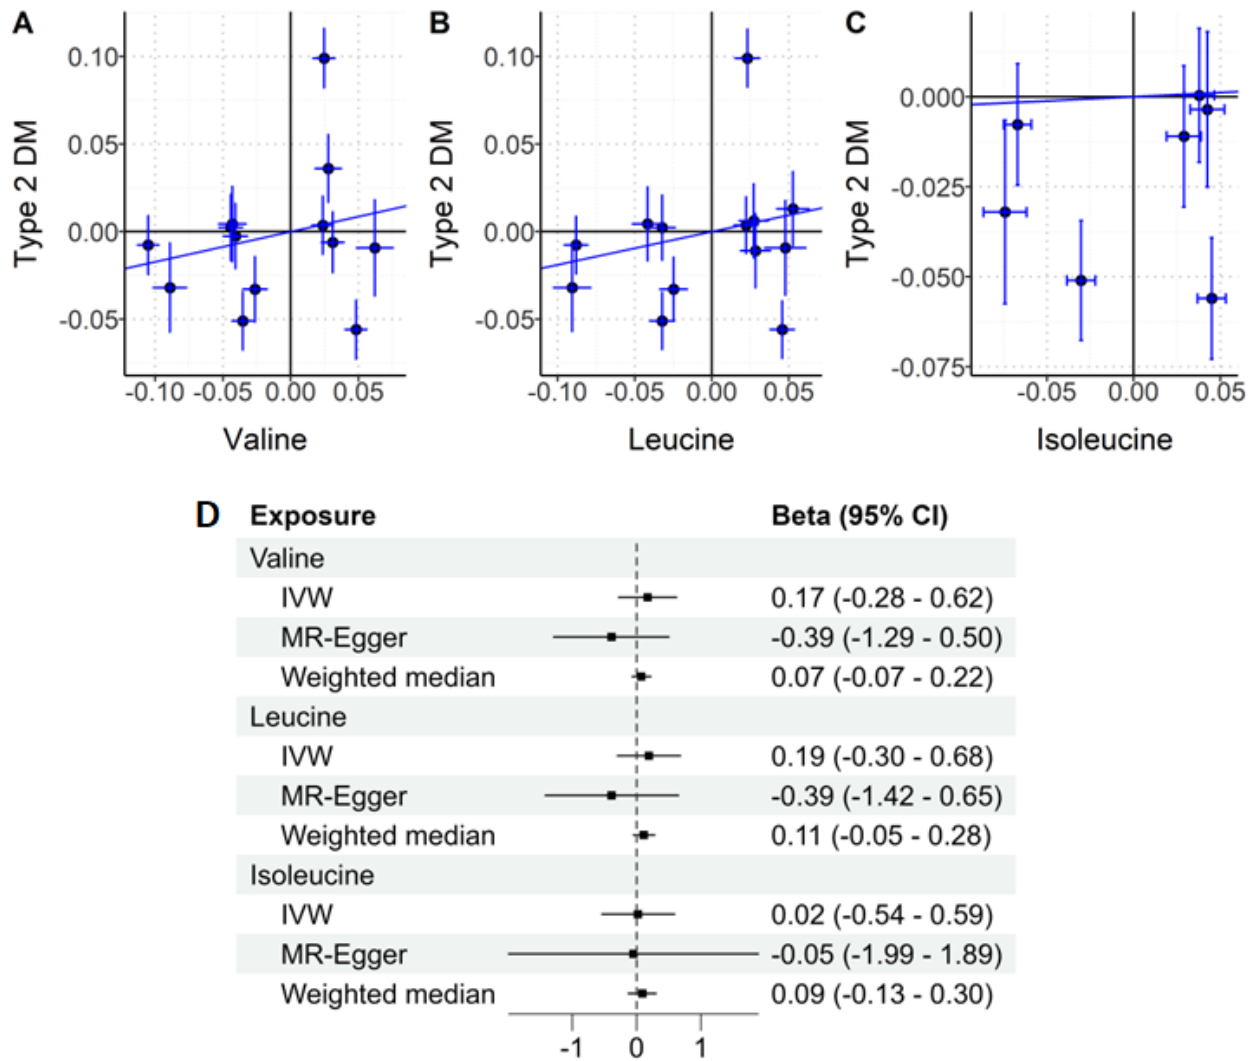 A
Type 2 DM
0.10
0.05
0.00
-0.05
-0.10 -0.05 0.00 0.05
Valine
B
Type 2 DM
0.10
0.05
0.00
-0.05
-0.10 -0.05 0.00 0.05
Leucine
C
Type 2 DM
0.000
-0.025
-0.050
-0.075
-0.05 0.00 0.05
Isoleucine
D Exposure Beta (95% CI)
Valine
IVW 0.17 (-0.28 - 0.62)
MR-Egger -0.39 (-1.29 - 0.50)
Weighted median 0.07 (-0.07 - 0.22)
Leucine
IVW 0.19 (-0.30 - 0.68)
MR-Egger -0.39 (-1.42 - 0.65)
Weighted median 0.11 (-0.05 - 0.28)
Isoleucine
IVW 0.02 (-0.54 - 0.59)
MR-Egger -0.05 (-1.99 - 1.89)
Weighted median 0.09 (-0.13 - 0.30)
-1 0 1